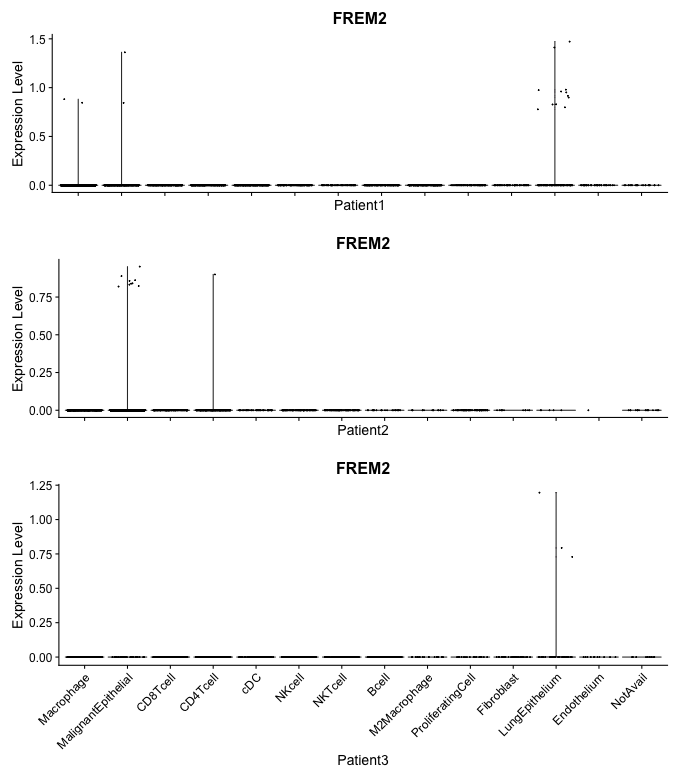 FREM2
1.5
1.0
0.5
0.0
Expression Level
Patient1
FREM2
0.75
0.50
0.25
0.00
Expression Level
Patient2
FREM2
1.25
1.00
0.75
0.50
0.25
0.00
Expression Level
Macrophage
MalignantEpithelial
CD8Tcell
CD4Tcell
cDC
NKcell
NKTcell
Bcell
M2Macrophage
ProliferatingCell
Fibroblast
LungEpithelium
Endothelium
NotAvail
Patient3